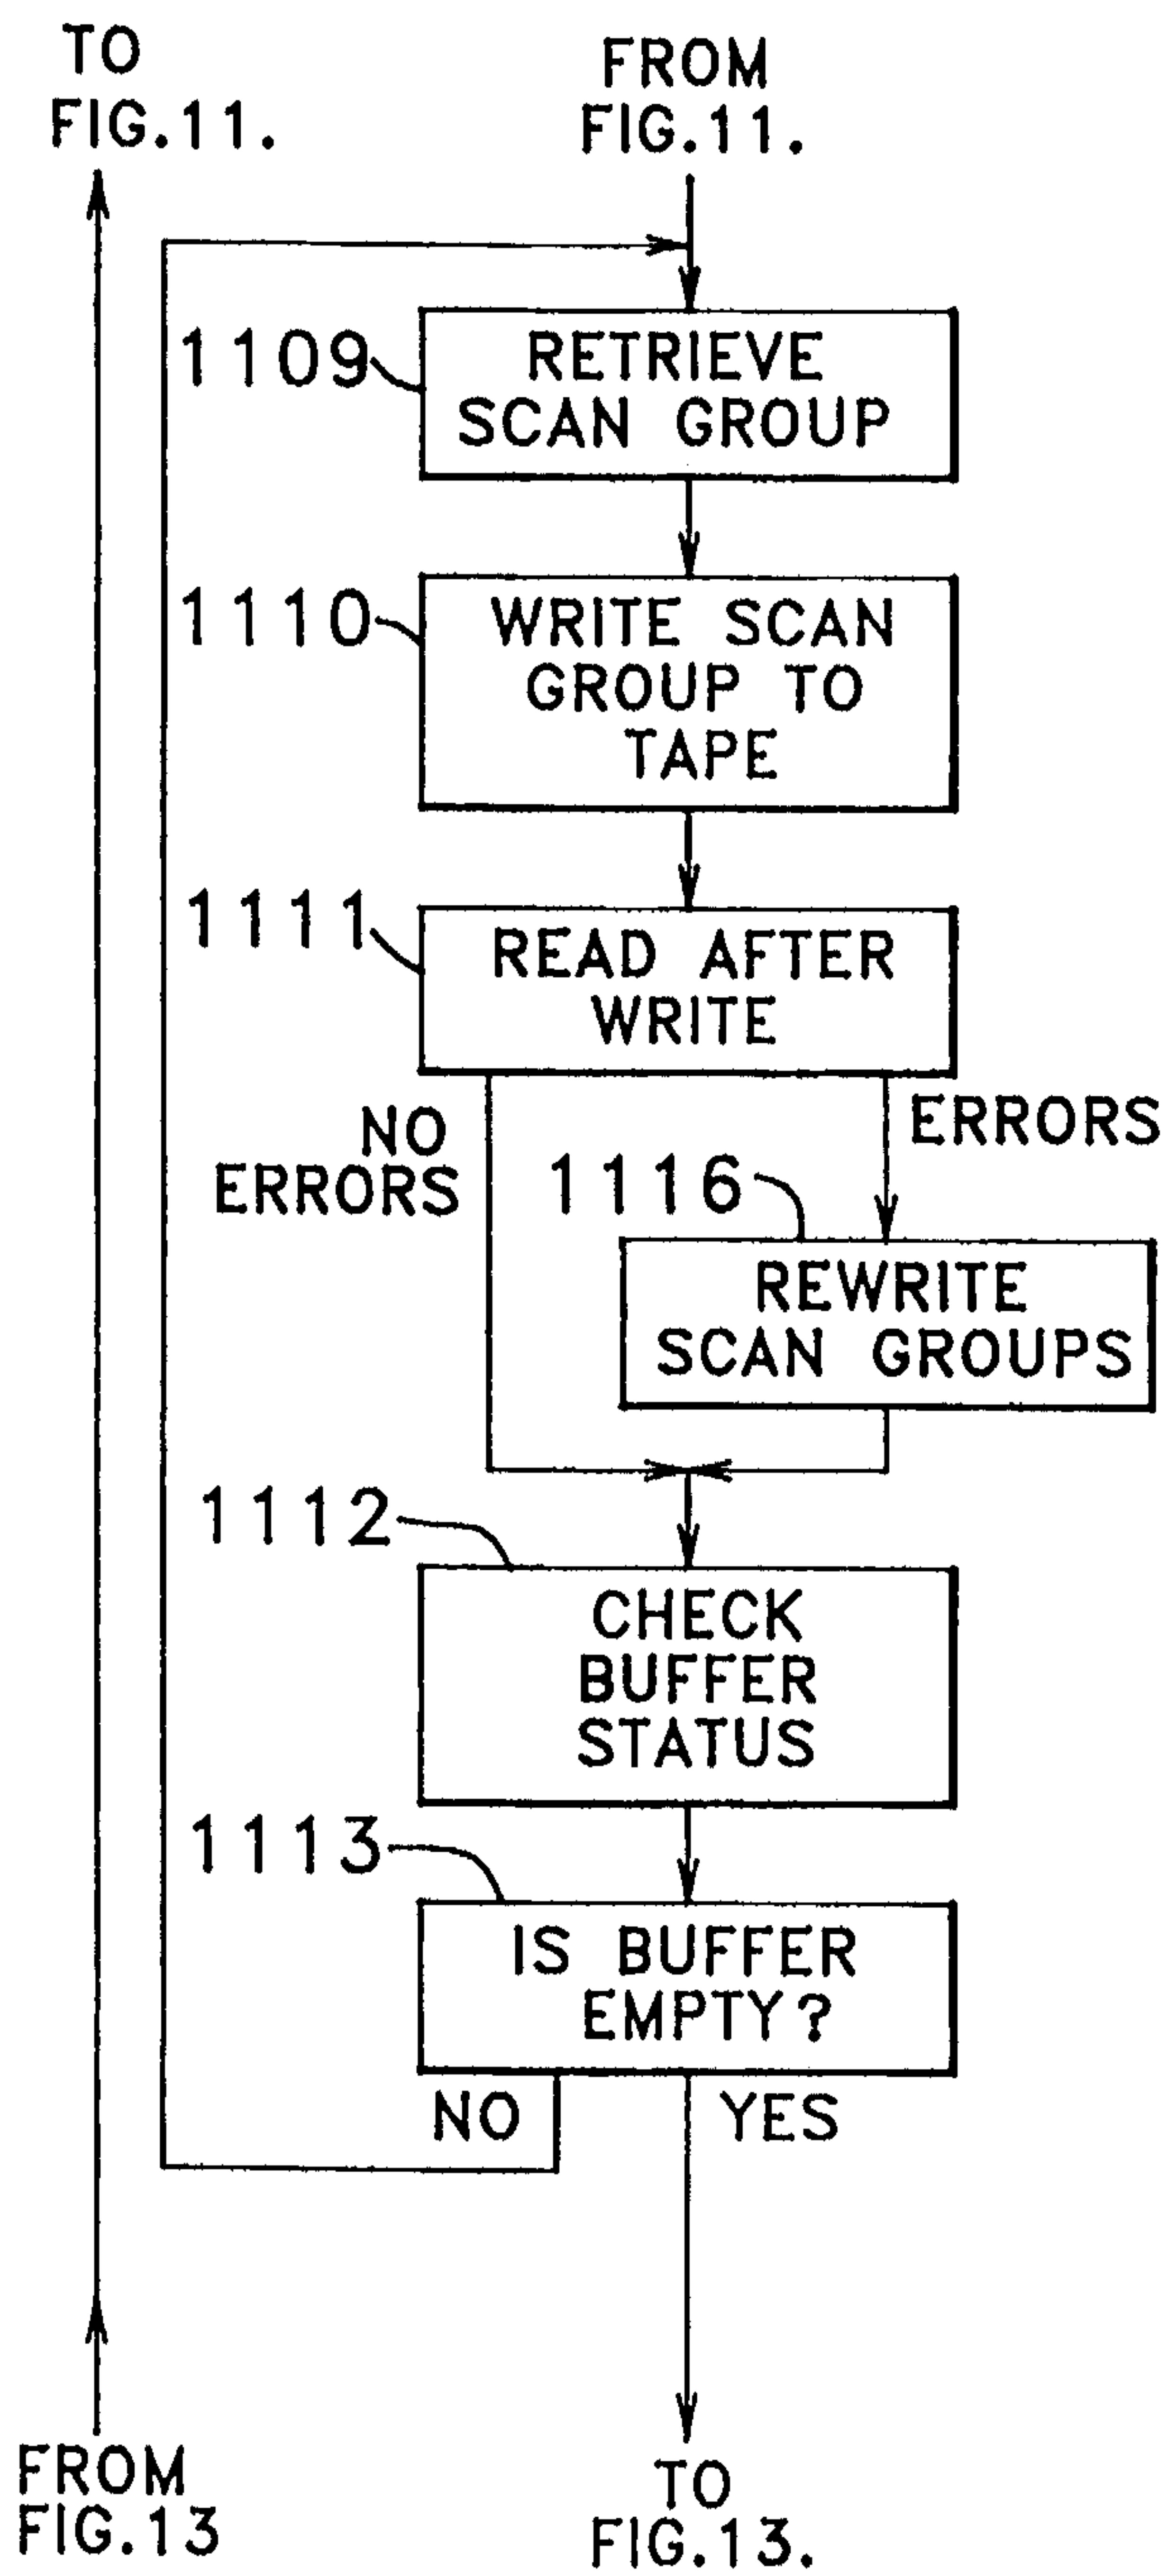 TO
FIG.11.
FROM
FIG.11.
1109
RETRIEVE
SCAN GROUP
1110
WRITE SCAN
GROUP TO
TAPE
1111
READ AFTER
WRITE
NO
ERRORS
ERRORS
1116
REWRITE
SCAN GROUPS
1112
CHECK
BUFFER
STATUS
1113
IS BUFFER
EMPTY?
NO
YES
FROM
FIG.13
TO
FIG.13.